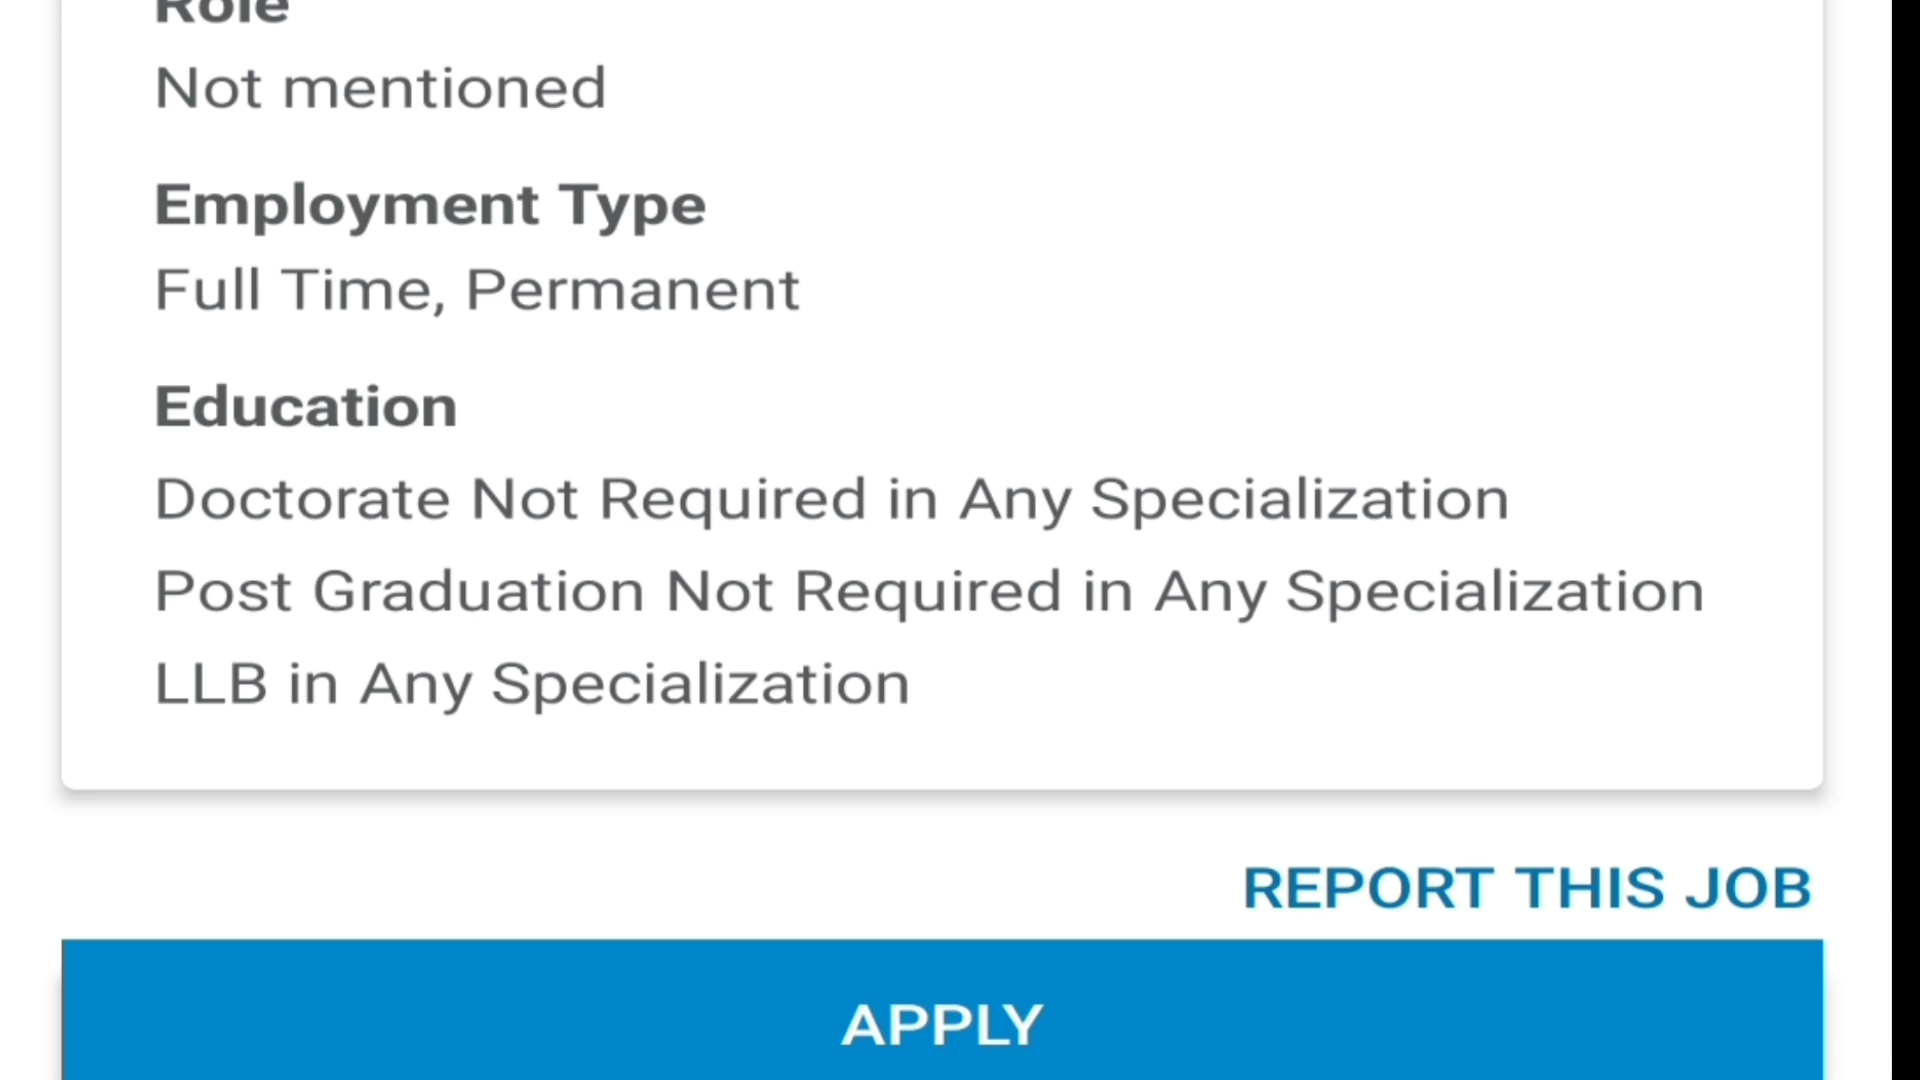 Role
Not mentioned
Employment Type
Full Time, Permanent
Education
Doctorate Not Required in Any Specialization
Post Graduation Not Required in Any Specialization
LLB in Any Specialization
REPORT THIS JOB
APPLY